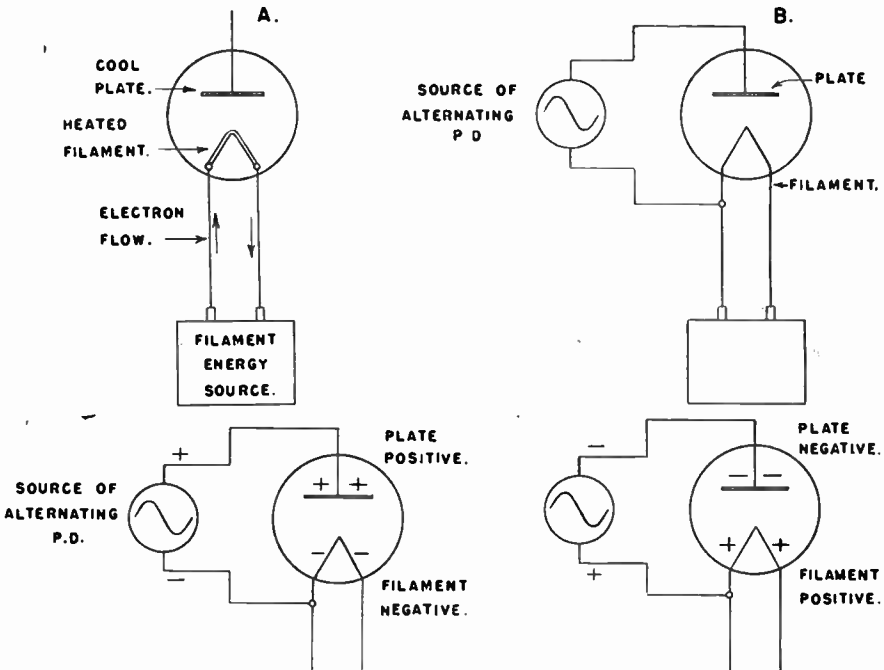 A.
COOL
PLATE.
HEATED
FILAMENT.
ELECTRON
FLOW.
FILAMENT
ENERGY
SOURCE.
B.
SOURCE OF
ALTERNATING
P D
PLATE
FILAMENT.
+
PLATE
POSITIVE.
+ +
SOURCE OF
ALTERNATING
P.D.
- -
-
FILAMENT
NEGATIVE.
-
PLATE
NEGATIVE.
- -
+ +
+
FILAMENT
POSITIVE.